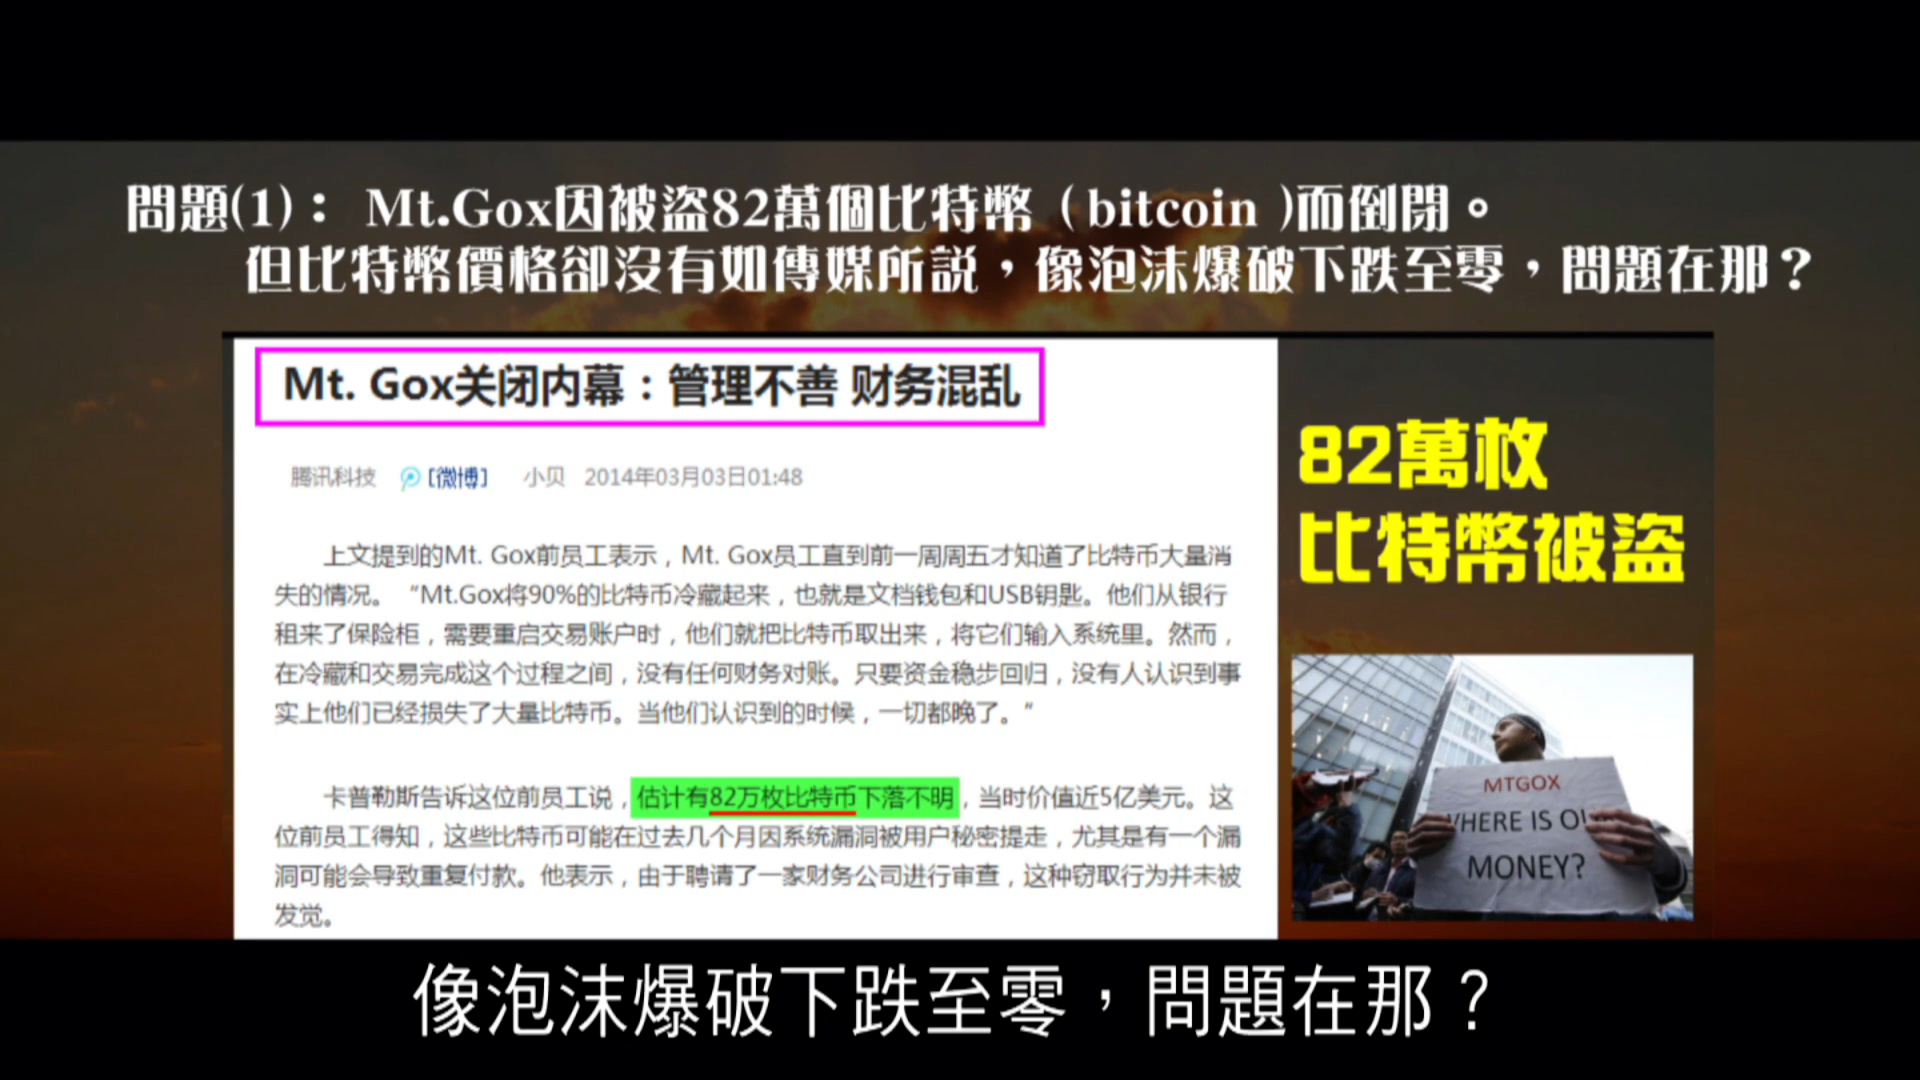 問題(1)： Mt.Gox因被盜82萬個比特幣（bitcoin )而倒閉。
但比特幣價格卻沒有如傳媒所説，像泡沫爆破下跌至零，問題在那？
Mt. Gox关闭内幕：管理不善 财务混乱
腾讯科技 [微博] 小贝 2014年03月03日01:48
上文提到的Mt. Gox前员工表示，Mt. Gox员工直到前一周周五才知道了比特币大量消
失的情况。“Mt.Gox将90%的比特币冷藏起来，也就是文档钱包和USB钥匙。他们从银行
租来了保险柜，需要重启交易账户时，他们就把比特币取出来，将它们输入系统里。然而，
在冷藏和交易完成这个过程之间，没有任何财务对账。只要资金稳步回归，没有人认识到事
实上他们已经损失了大量比特币。当他们认识到的时候，一切都晚了。”
卡普勒斯告诉这位前员工说，估计有82万枚比特币下落不明，当时价值近5亿美元。这
位前员工得知，这些比特币可能在过去几个月因系统漏洞被用户秘密提走，尤其是有一个漏
洞可能会导致重复付款。他表示，由于聘请了一家财务公司进行审查，这种窃取行为并未被
发觉。
82萬枚
比特幣被盜
MTGOX
WHERE IS OU
MONEY?
像泡沫爆破下跌至零，問題在那？